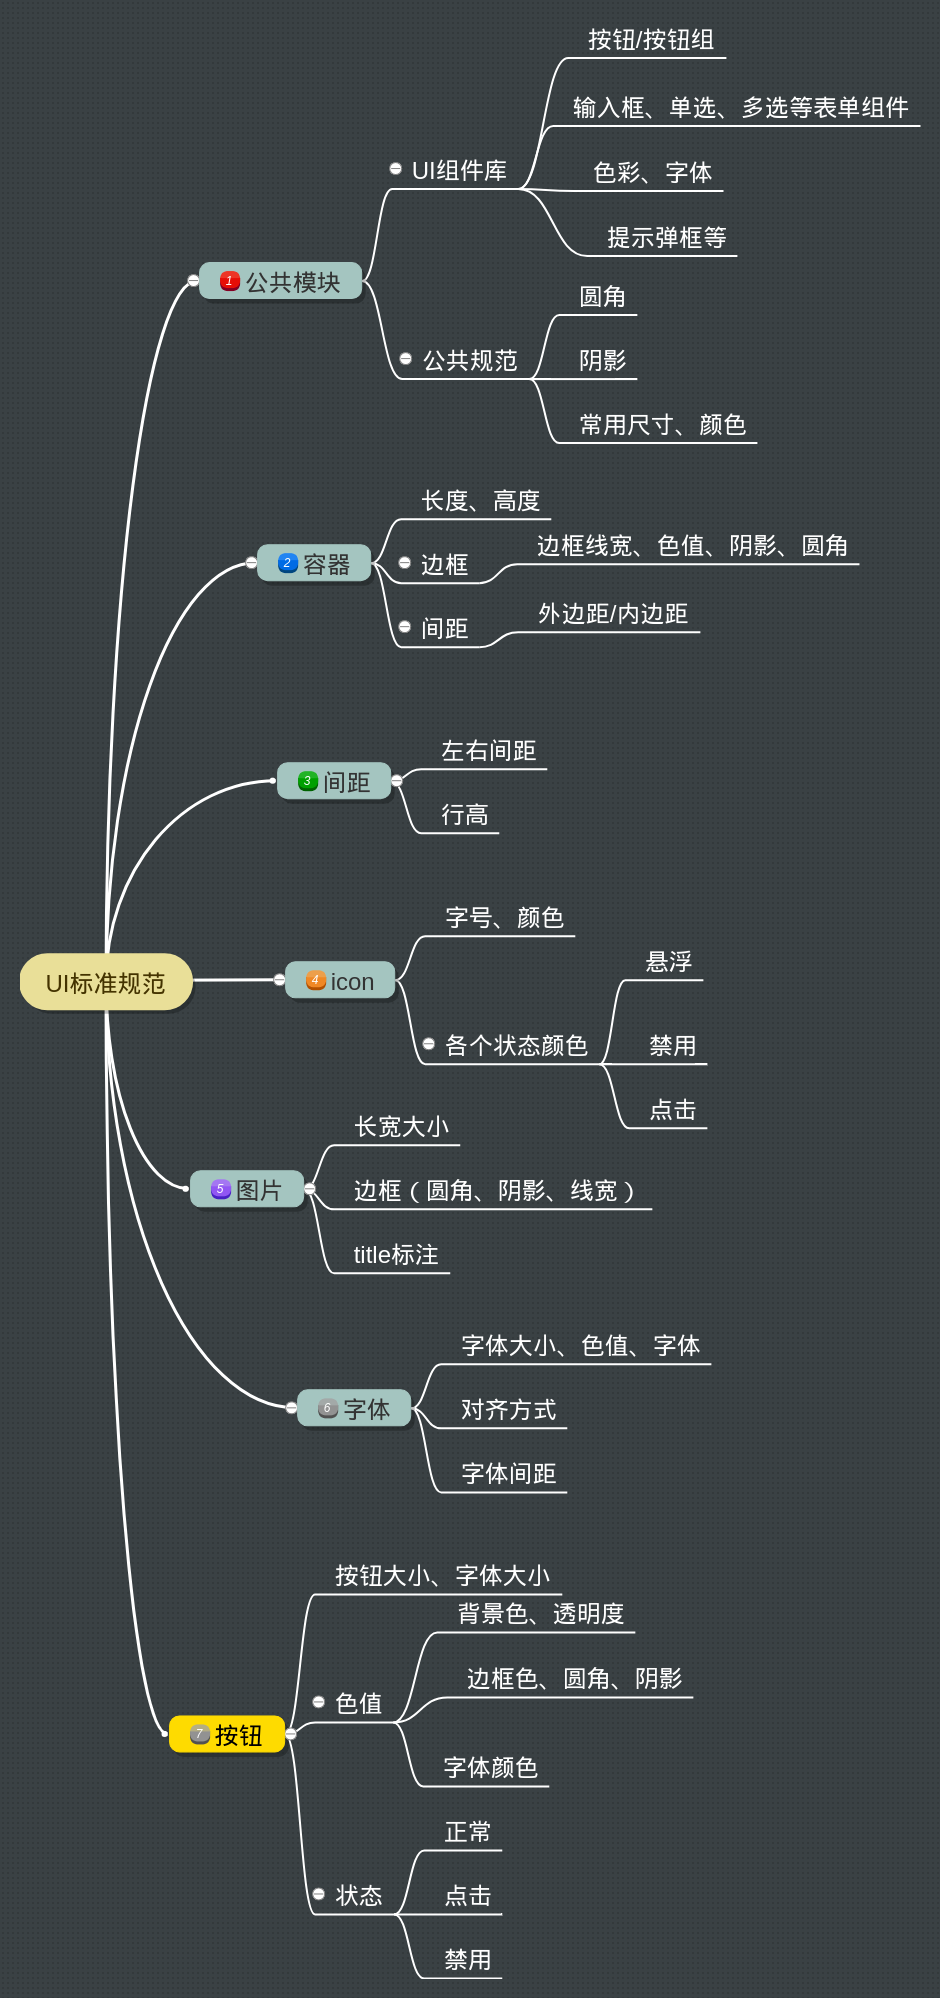 按钮/按钮组
输入框、单选、多选等表单组件
UI组件库
色彩、字体
提示弹框等
1 公共模块
圆角
公共规范
阴影
常用尺寸、颜色
长度、高度
2 容器
边框
边框线宽、色值、阴影、圆角
间距
外边距/内边距
左右间距
3 间距
行高
字号、颜色
UI标准规范
4 icon
悬浮
各个状态颜色
禁用
点击
长宽大小
5 图片
边框（圆角、阴影、线宽）
title标注
字体大小、色值、字体
6 字体
对齐方式
字体间距
按钮大小、字体大小
背景色、透明度
边框色、圆角、阴影
色值
7 按钮
字体颜色
正常
状态
点击
禁用